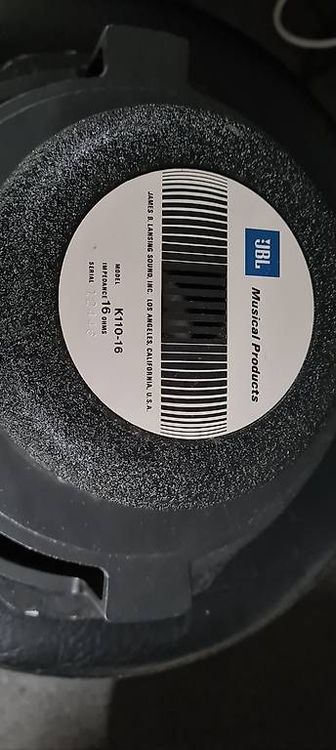 JBL
Musical Products
JAMES B. LANSING SOUND, INC. LOS ANGELES, CALIFORNIA, U.S.A.
MODEL K110-16
IMPEDANCE 16 OHMS
SERIAL